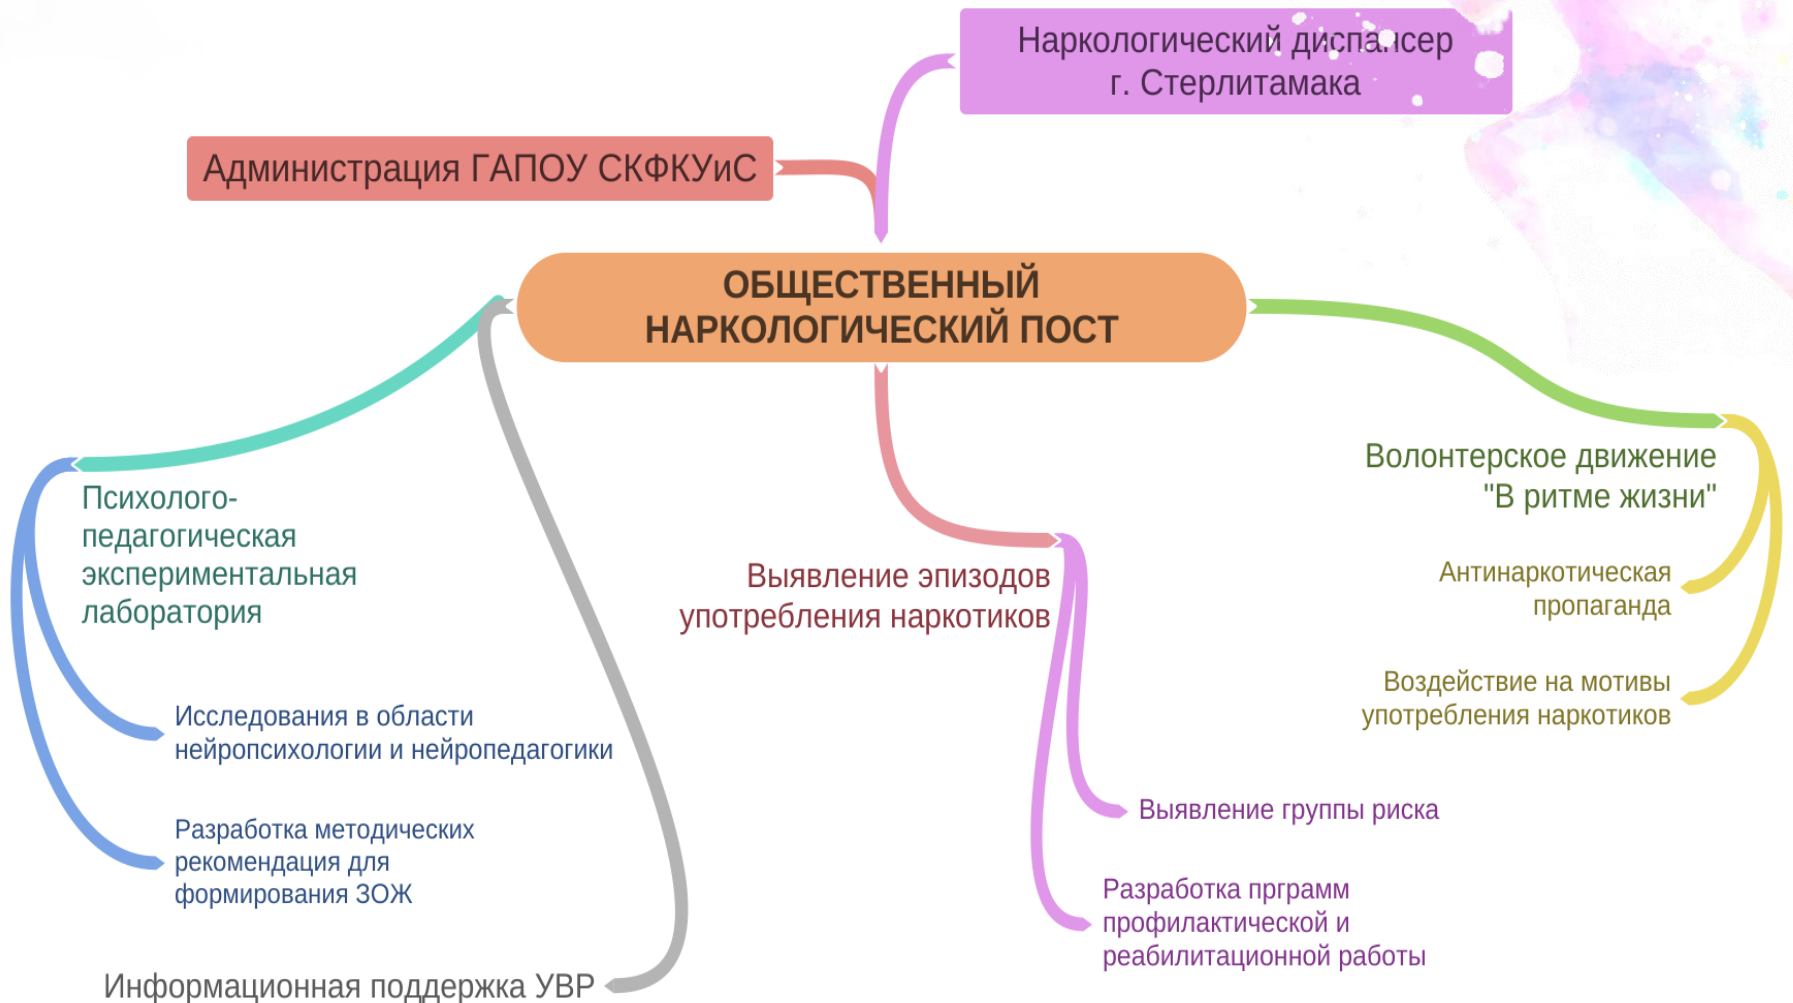 Наркологический диспансер
г. Стерлитамака
Администрация ГАПОУ СКФКУиС
ОБЩЕСТВЕННЫЙ
НАРКОЛОГИЧЕСКИЙ ПОСТ
Психолого-
педагогическая
экспериментальная
лаборатория
Исследования в области
нейропсихологии и нейропедагогики
Разработка методических
рекомендация для
формирования ЗОЖ
Информационная поддержка УВР
Выявление эпизодов
употребления наркотиков
Выявление группы риска
Разработка прграмм
профилактической и
реабилитационной работы
Волонтерское движение
"В ритме жизни"
Антинаркотическая
пропаганда
Воздействие на мотивы
употребления наркотиков